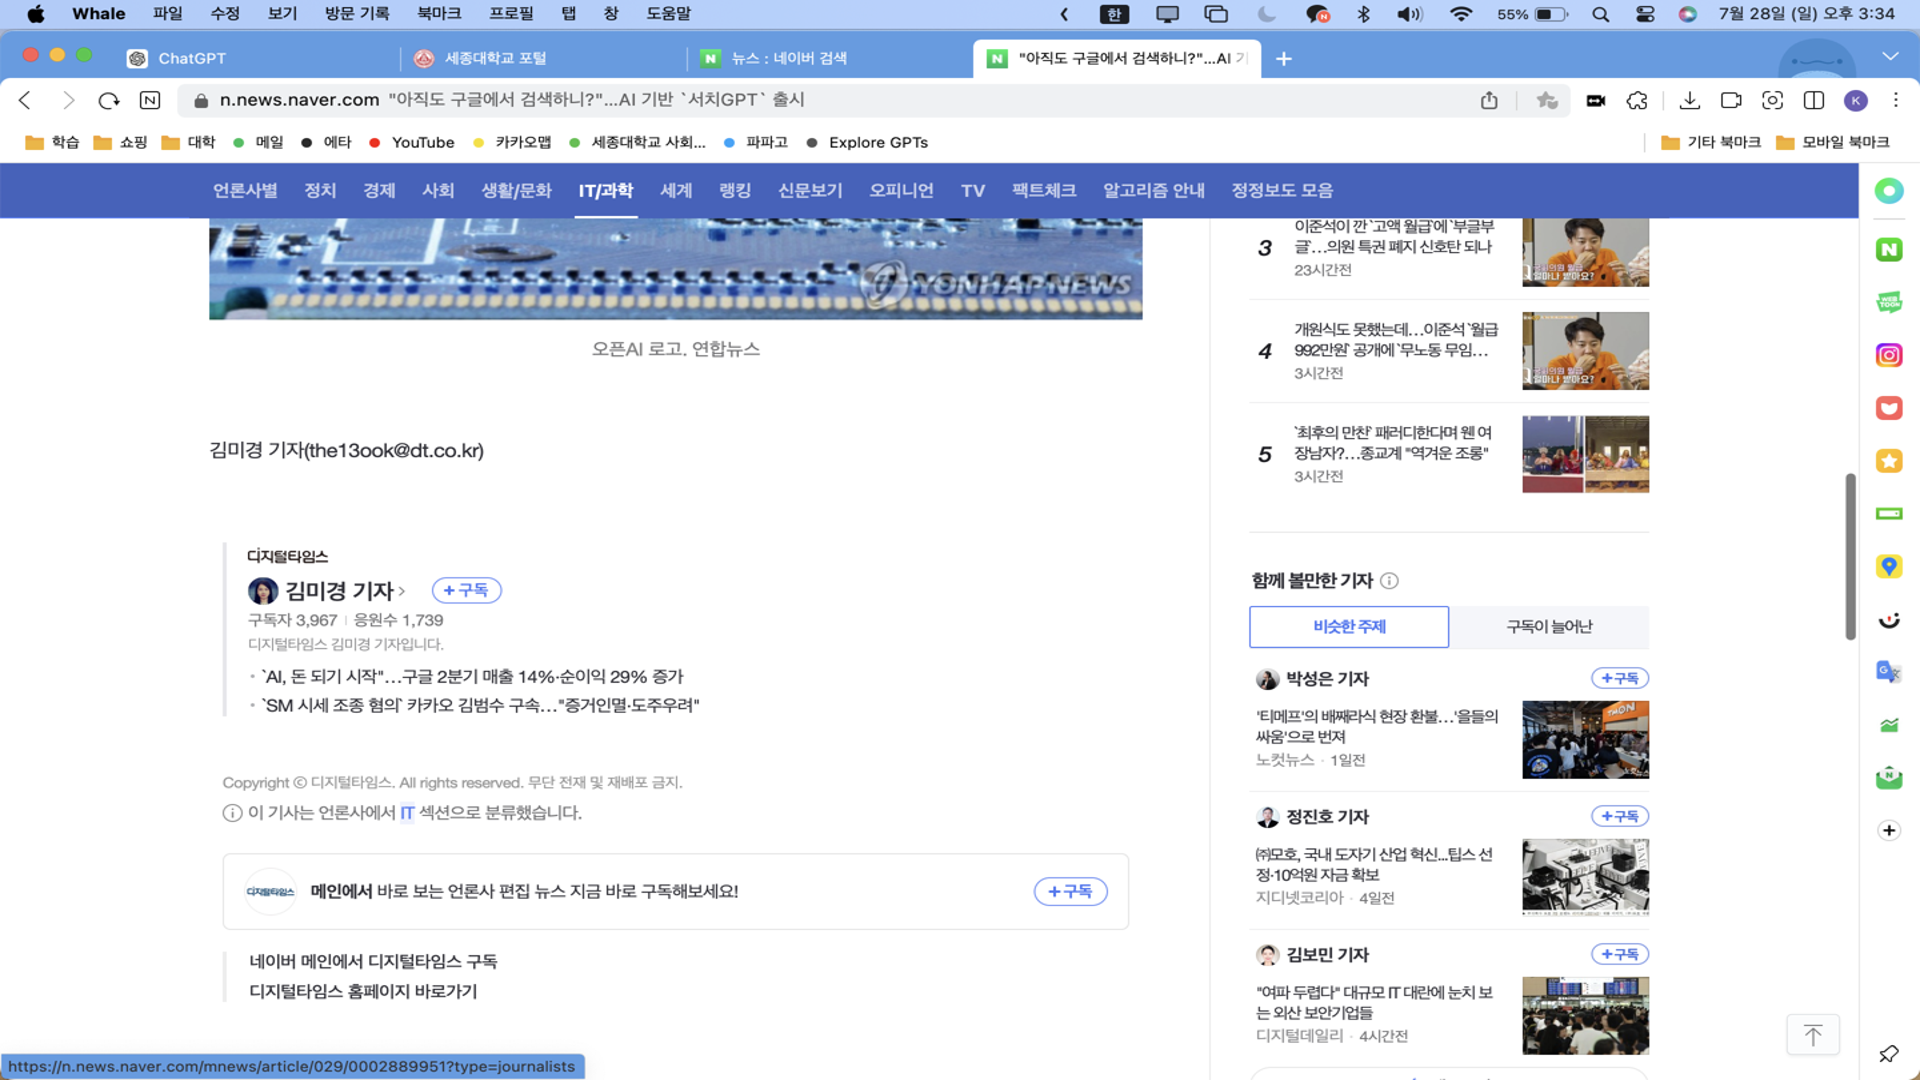 Whale 파일 수정 보기 방문 기록 북마크 프로필 탭 창 도움말 한 N 55% 7월 28일 (일) 오후 3:34
ChatGPT 세종대학교 포털 N 뉴스 : 네이버 검색 N "아직도 구글에서 검색하니?"...AI 기
N n.news.naver.com "아직도 구글에서 검색하니?"...AI 기반 `서치GPT` 출시 K
학습 쇼핑 대학 메일 에타 YouTube 카카오맵 세종대학교 사회... 파파고 Explore GPTs 기타 북마크 모바일 북마크
언론사별 정치 경제 사회 생활/문화 IT/과학 세계 랭킹 신문보기 오피니언 TV 팩트체크 알고리즘 안내 정정보도 모음
YONHAPNEWS
오픈AI 로고. 연합뉴스
김미경 기자(the13ook@dt.co.kr)
디지털타임스
김미경 기자 > + 구독
구독자 3,967 응원수 1,739
디지털타임스 김미경 기자입니다.
· `AI, 돈 되기 시작"…구글 2분기 매출 14%·순이익 29% 증가
· `SM 시세 조종 혐의` 카카오 김범수 구속…"증거인멸·도주우려"
Copyright ⓒ 디지털타임스. All rights reserved. 무단 전재 및 재배포 금지.
이 기사는 언론사에서 IT 섹션으로 분류했습니다.
디지털타임스 메인에서 바로 보는 언론사 편집 뉴스 지금 바로 구독해보세요! + 구독
네이버 메인에서 디지털타임스 구독
디지털타임스 홈페이지 바로가기
3 이준석이 깐 `고액 월급`에 `부글부
글`…의원 특권 폐지 신호탄 되나
23시간전
4 개원식도 못했는데…이준석 `월급
992만원` 공개에 `무노동 무임…
3시간전
5 `최후의 만찬` 패러디한다며 웬 여
장남자?…종교계 "역겨운 조롱"
3시간전
함께 볼만한 기자
비슷한 주제 구독이 늘어난
박성은 기자 +구독
'티메프'의 배째라식 현장 환불…'을들의
싸움'으로 번져
노컷뉴스 · 1일전
TMON
정진호 기자 +구독
㈜모호, 국내 도자기 산업 혁신...팁스 선
정·10억원 자금 확보
지디넷코리아 · 4일전
김보민 기자 +구독
"여파 두렵다" 대규모 IT 대란에 눈치 보
는 외산 보안기업들
디지털데일리 · 4시간전
N
WEB
TOON
https://n.news.naver.com/mnews/article/029/0002889951?type=journalists